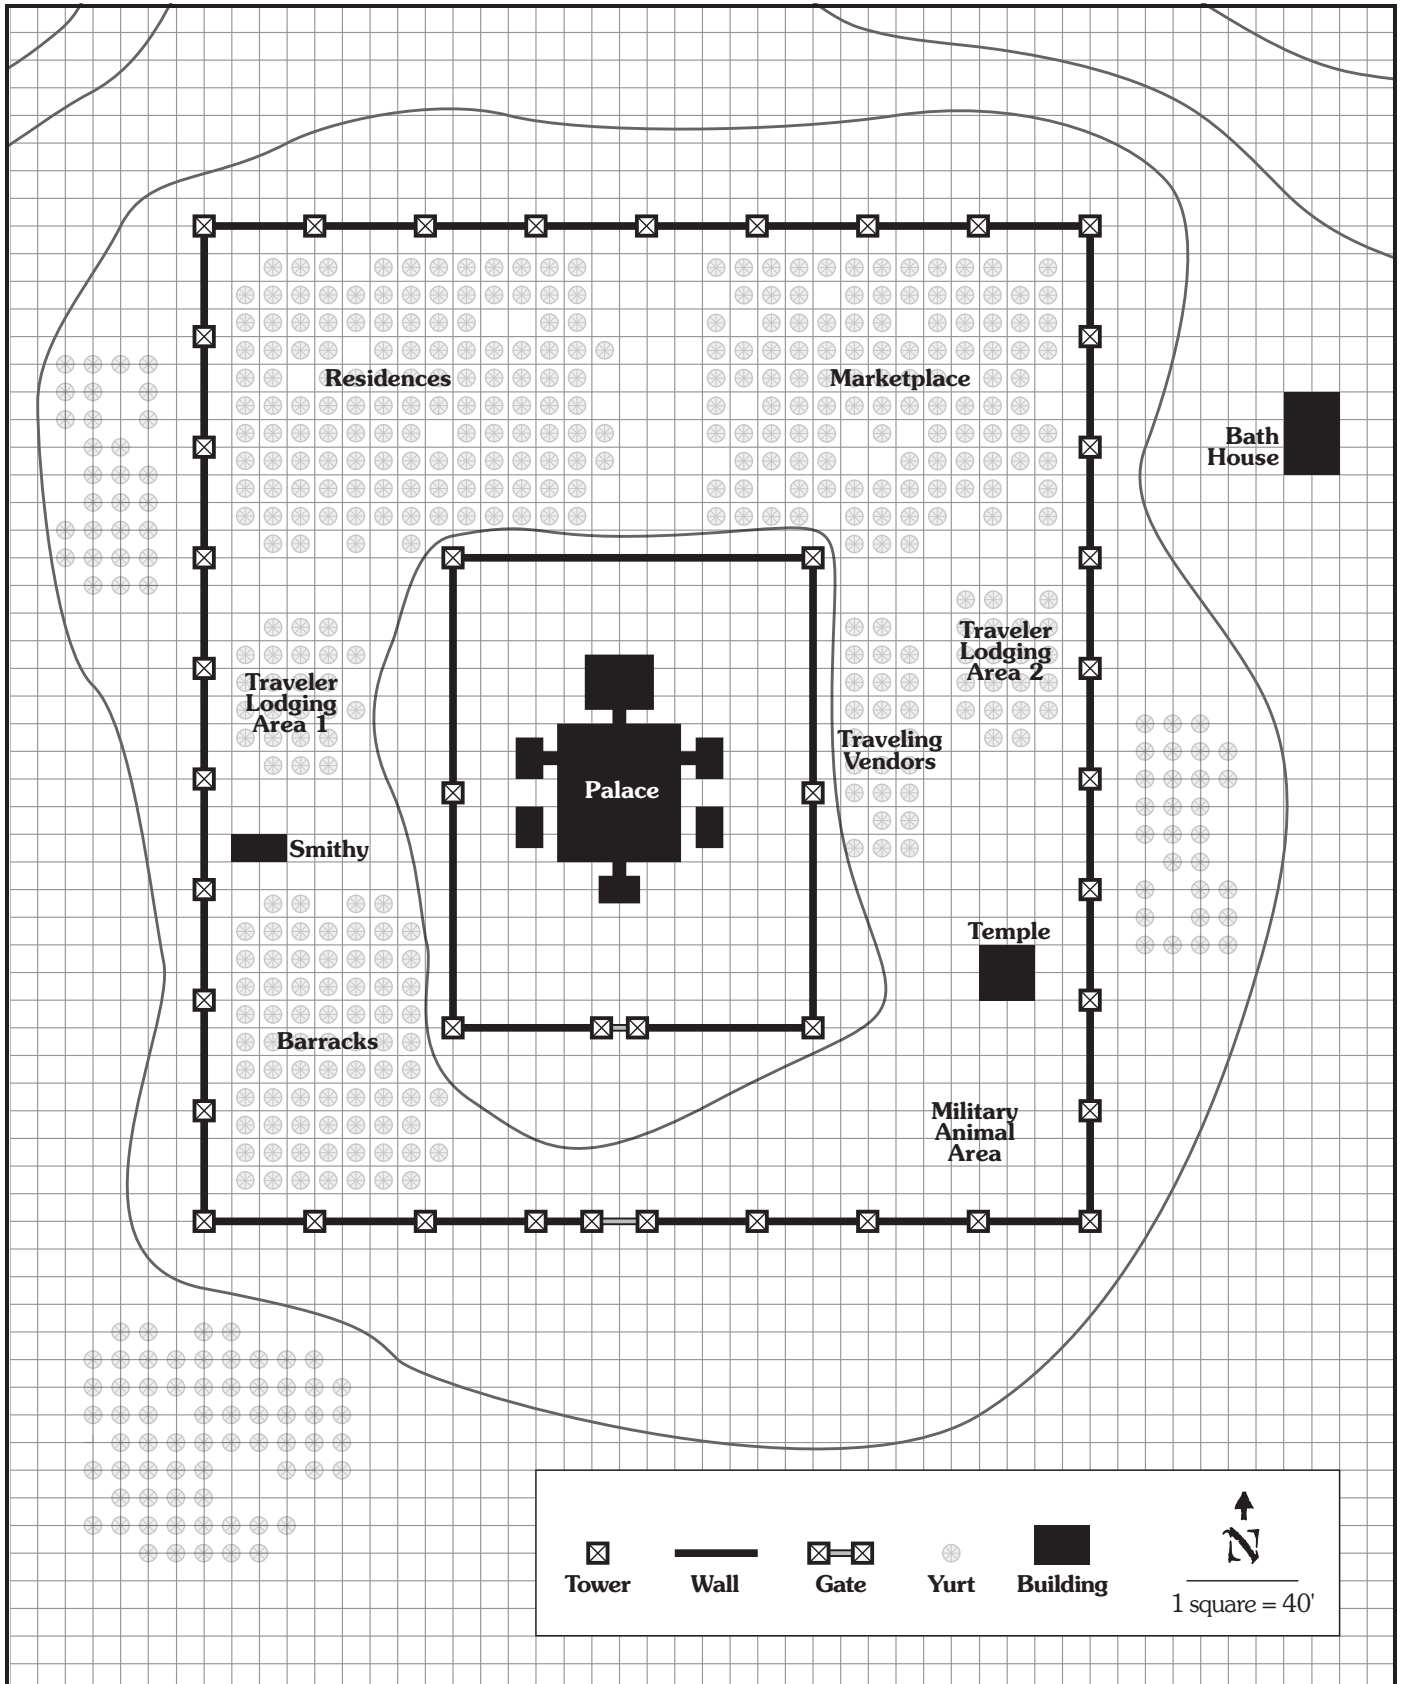 Residences
Marketplace
Bath
House
Traveler
Lodging
Area 1
Traveler
Lodging
Area 2
Traveling
Vendors
Palace
Smithy
Temple
Barracks
Military
Animal
Area
Tower
Wall
Gate
Yurt
Building
N
1 square = 40'